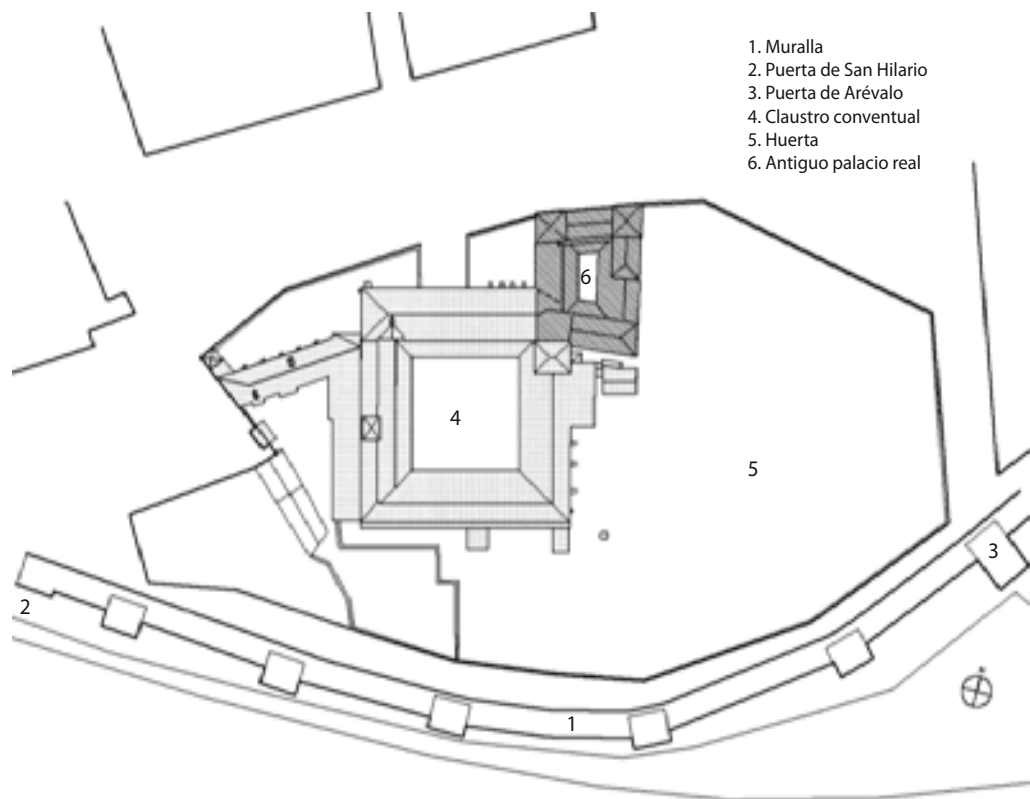 1. Muralla
2. Puerta de San Hilario
3. Puerta de Arévalo
4. Claustro conventual
5. Huerta
6. Antiguo palacio real
6
4
5
3
2
1